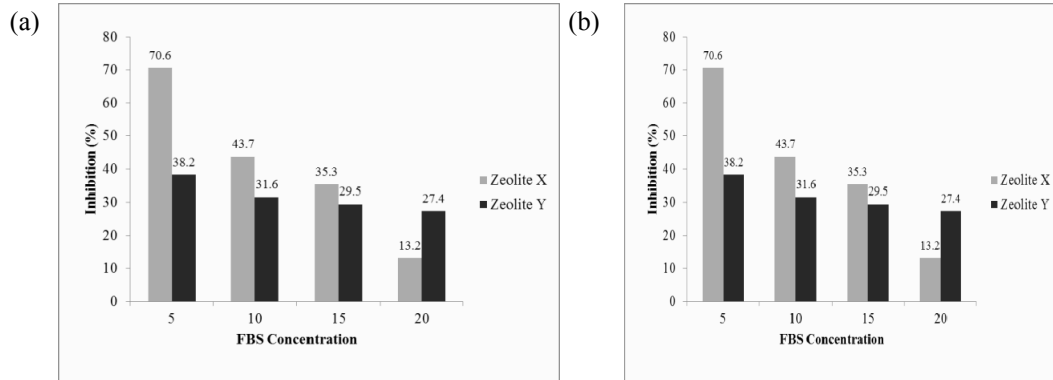 (a)
80
70
60
50
40
30
20
10
0
Inhibition (%)
70.6
38.2
43.7
31.6
35.3
29.5
13.2
27.4
5 10 15 20
FBS Concentration
Zeolite X
Zeolite Y
(b)
80
70
60
50
40
30
20
10
0
Inhibition (%)
70.6
38.2
43.7
31.6
35.3
29.5
13.2
27.4
5 10 15 20
FBS Concentration
Zeolite X
Zeolite Y